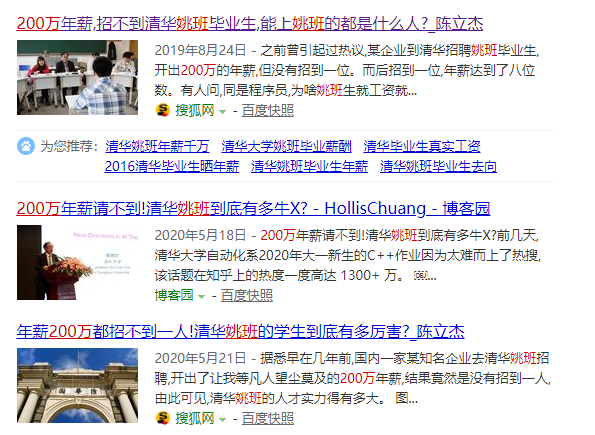 200万年薪,招不到清华姚班毕业生,能上姚班的都是什么人?_陈立杰
2019年8月24日 - 之前曾引起过热议,某企业到清华招聘姚班毕业生,
开出200万的年薪,但没有招到一位。而后招到一位,年薪达到了八位
数。有人问,同是程序员,为啥姚班生就工资就...
搜狐网 - 百度快照
为您推荐: 清华姚班年薪千万 清华大学姚班毕业薪酬 清华毕业生真实工资
2016清华毕业生晒年薪 清华姚班毕业生年薪 清华姚班毕业生去向
200万年薪请不到!清华姚班到底有多牛X? - HollisChuang - 博客园
2020年5月18日 - 200万年薪请不到!清华姚班到底有多牛X?前几天,
清华大学自动化系2020年大一新生的C++作业因为太难而上了热搜,
该话题在知乎上的热度一度高达 1300+ 万。 ...
博客园 - 百度快照
New Directions in AI The
年薪200万都招不到一人!清华姚班的学生到底有多厉害?_陈立杰
2020年5月21日 - 据悉早在几年前,国内一家某知名企业去清华姚班招
聘,开出了让我等凡人望尘莫及的200万年薪,结果竟然是没有招到一人,
由此可见,清华姚班的人才实力得有多大。 图...
搜狐网 - 百度快照